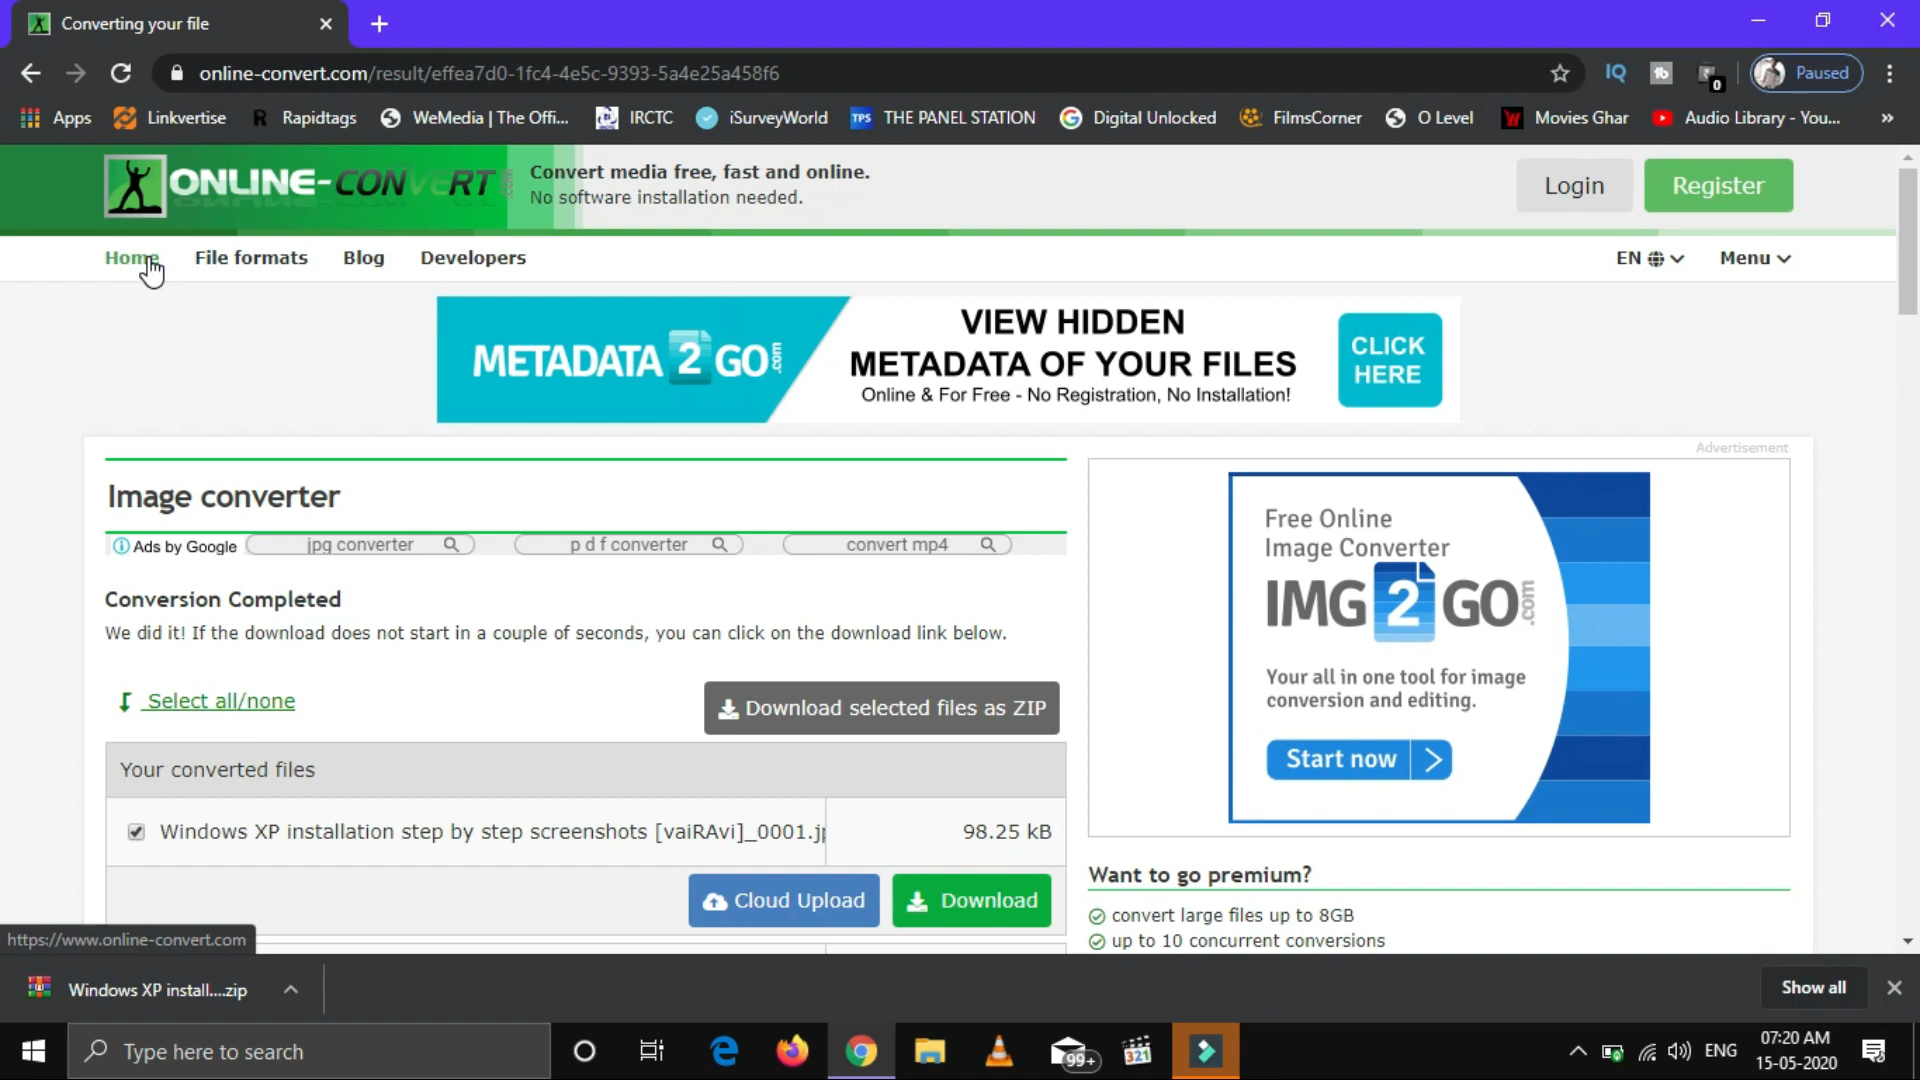 Converting your file
online-convert.com/result/effea7d0-1fc4-4e5c-9393-5a4e25a458f6
IQ
tb
0
Paused
Apps
Linkvertise
R Rapidtags
WeMedia | The Offi...
IRCTC
iSurveyWorld
TPS THE PANEL STATION
Digital Unlocked
FilmsCorner
O Level
Movies Ghar
Audio Library - You...
»
ONLINE-CONVERT.com
Convert media free, fast and online.
No software installation needed.
Login
Register
Home
File formats
Blog
Developers
EN
Menu
METADATA 2 GO.com
VIEW HIDDEN
METADATA OF YOUR FILES
Online & For Free - No Registration, No Installation!
CLICK
HERE
Advertisement
Image converter
Ads by Google
jpg converter
p d f converter
convert mp4
Conversion Completed
We did it! If the download does not start in a couple of seconds, you can click on the download link below.
Select all/none
Download selected files as ZIP
Your converted files
Windows XP installation step by step screenshots [vaiRAvi]_0001.jp
98.25 kB
Cloud Upload
Download
Free Online
Image Converter
IMG 2 GO.com
Your all in one tool for image
conversion and editing.
Start now
Want to go premium?
convert large files up to 8GB
up to 10 concurrent conversions
https://www.online-convert.com
Windows XP install....zip
Show all
Type here to search
99+
321
ENG
07:20 AM
15-05-2020